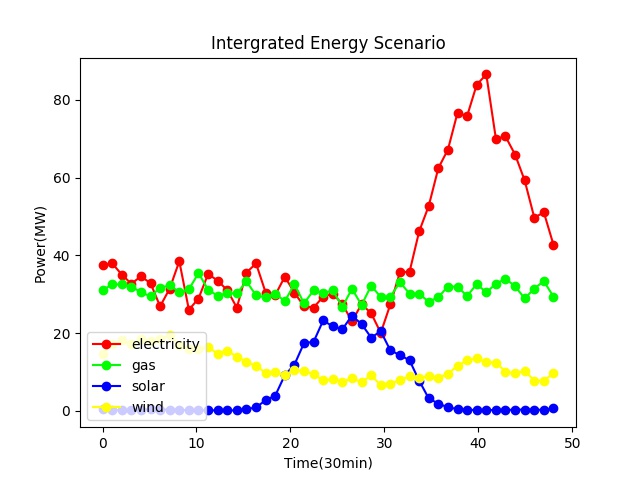 Intergrated Energy Scenario
Power(MW)
80
60
40
20
0
electricity
gas
solar
wind
0 10 20 30 40 50
Time(30min)